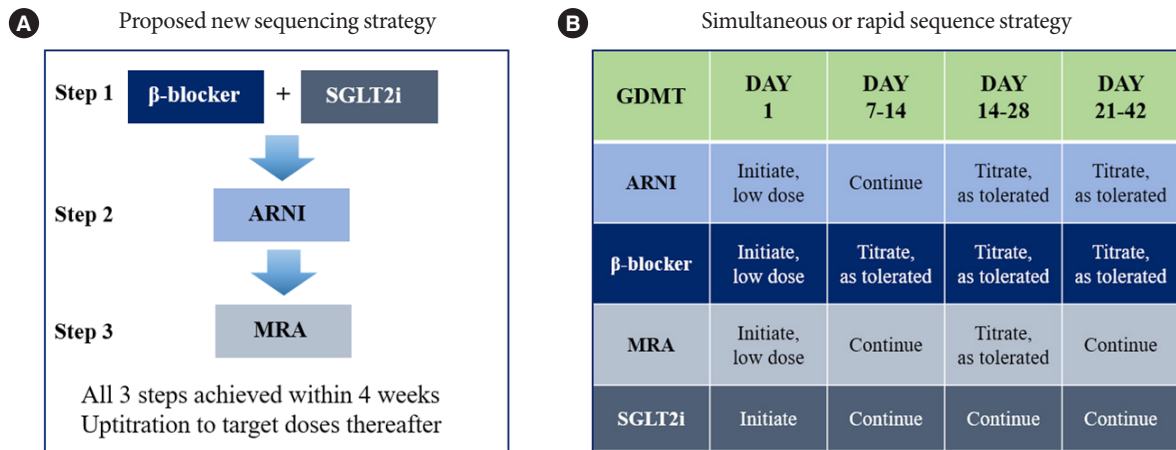 A Proposed new sequencing strategy
Step 1 β-blocker + SGLT2i
Step 2 ARNI
Step 3 MRA
All 3 steps achieved within 4 weeks
Uptitration to target doses thereafter
B Simultaneous or rapid sequence strategy
GDMT DAY 1 DAY 7-14 DAY 14-28 DAY 21-42
ARNI Initiate, low dose Continue Titrate, as tolerated Titrate, as tolerated
β-blocker Initiate, low dose Titrate, as tolerated Titrate, as tolerated Titrate, as tolerated
MRA Initiate, low dose Continue Titrate, as tolerated Continue
SGLT2i Initiate Continue Continue Continue